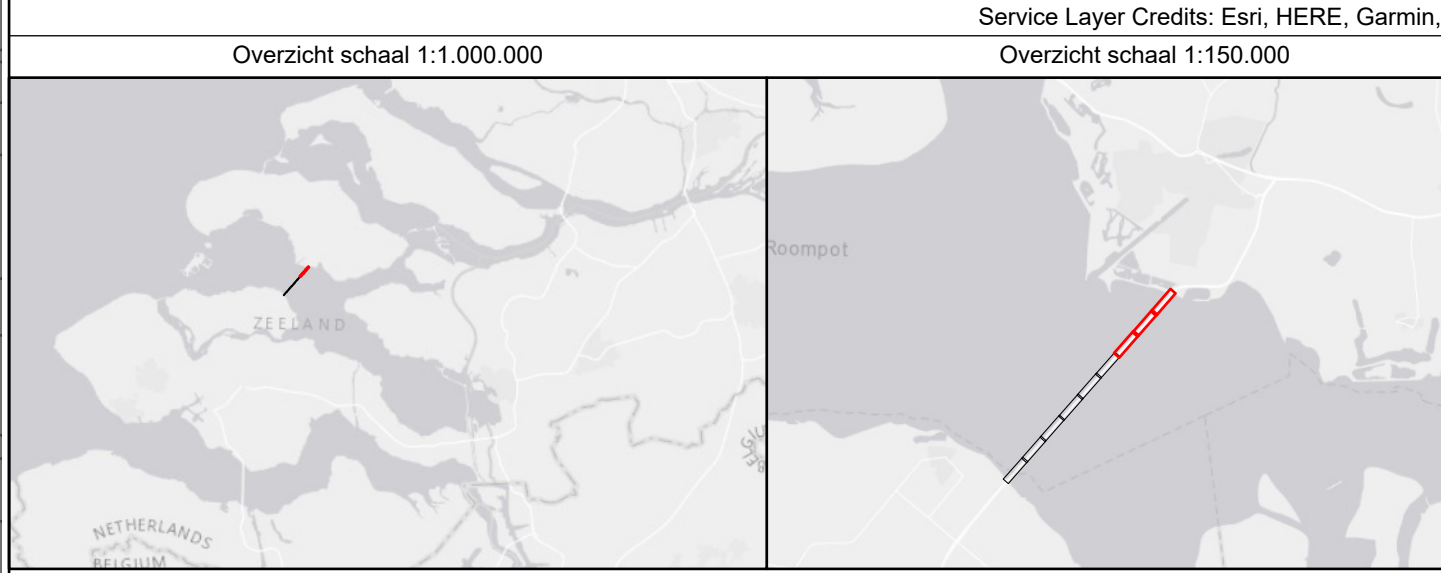 Service Layer Credits: Esri, HERE, Garmin,
Overzicht schaal 1:1.000.000
Overzicht schaal 1:150.000
ZEELAND
NETHERLANDS
BELGIUM
Roompot